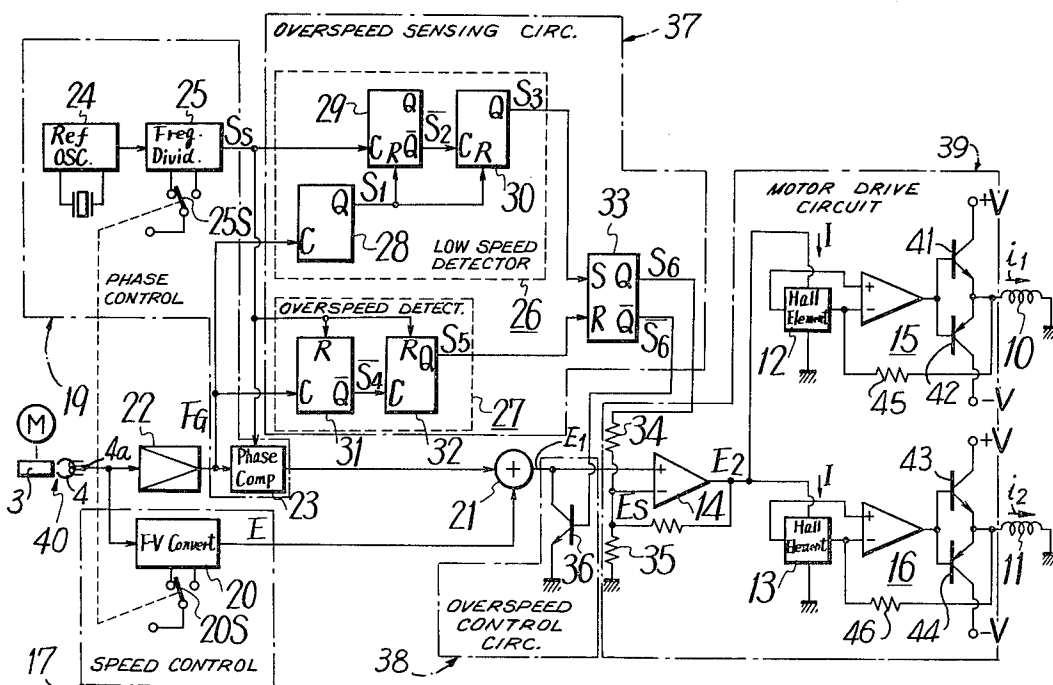 OVERSPEED SENSING CIRC.
37
24
25
Ref
OSC.
Freq.
Divid.
SS
25S
PHASE
CONTROL
19
29
Q
C R Q̅
S̅2
Q
C R
30
S3
S1
Q
C
28
LOW SPEED
DETECTOR
26
OVERSPEED DETECT.
R
C Q̅
31
S̅4
R Q
C
32
S5
27
33
S Q
R Q̅
S6
S̅6
39
MOTOR DRIVE
CIRCUIT
+V
I
41
i1
Hall
Element
12
+
−
15
10
45
42
−V
M
3
4a
4
40
22
FG
Phase
Comp
23
+
21
E1
34
+
−
14
E2
ES
35
36
E
F-V Convert
20
20S
SPEED CONTROL
17
OVERSPEED
CONTROL
CIRC.
38
+V
I
43
i2
Hall
Element
13
+
−
16
11
46
44
−V